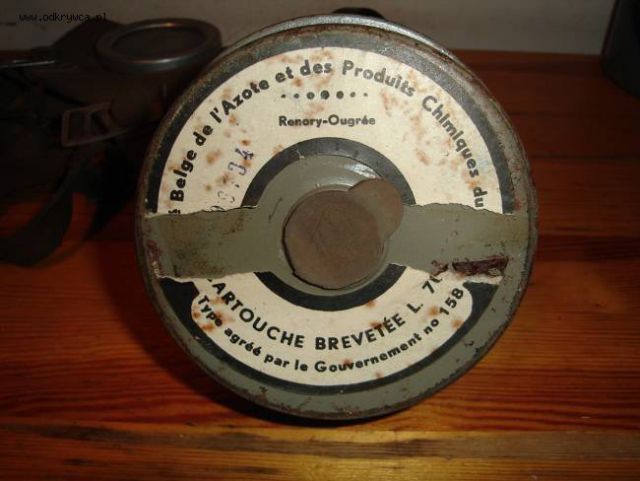 www.odkrywca.pl
Belge de l'Azote et des Produits Chimiques du
Renory-Ougrée
ARTOUCHE BREVETÉE L. 7
Type agréé par le Gouvernement no 158